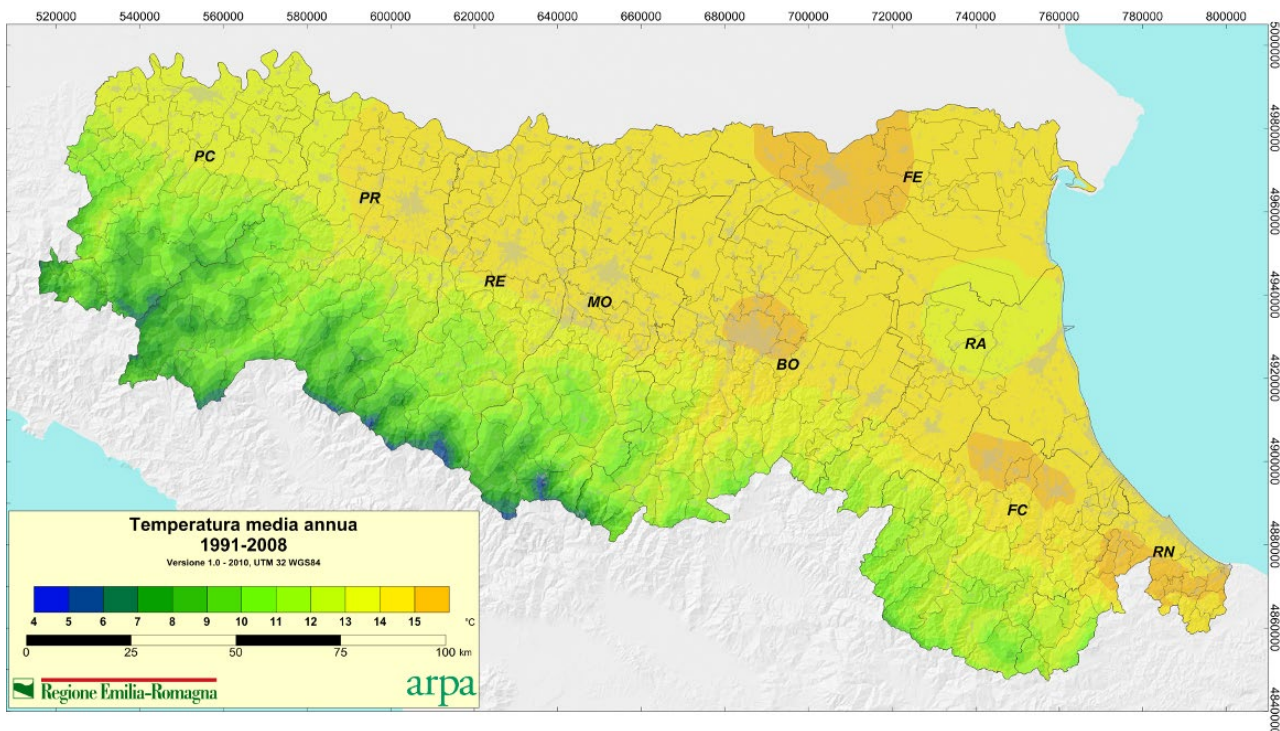 520000 540000 560000 580000 600000 620000 640000 660000 680000 700000 720000 740000 760000 780000 800000
5000000
4980000
4960000
4940000
4920000
4900000
4880000
4860000
4840000
PC
PR
FE
RE
MO
BO
RA
FC
RN
Temperatura media annua
1991-2008
Versione 1.0 - 2010, UTM 32 WGS84
4 5 6 7 8 9 10 11 12 13 14 15 °C
0 25 50 75 100 km
Regione Emilia-Romagna
arpa